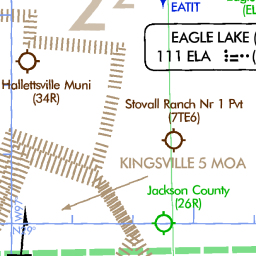 EATIT
EAGLE LAKE (
111 ELA
Hallettsville Muni
(34R)
Stovall Ranch Nr 1 Pvt
(7TE6)
KINGSVILLE 5 MOA
Jackson County
(26R)